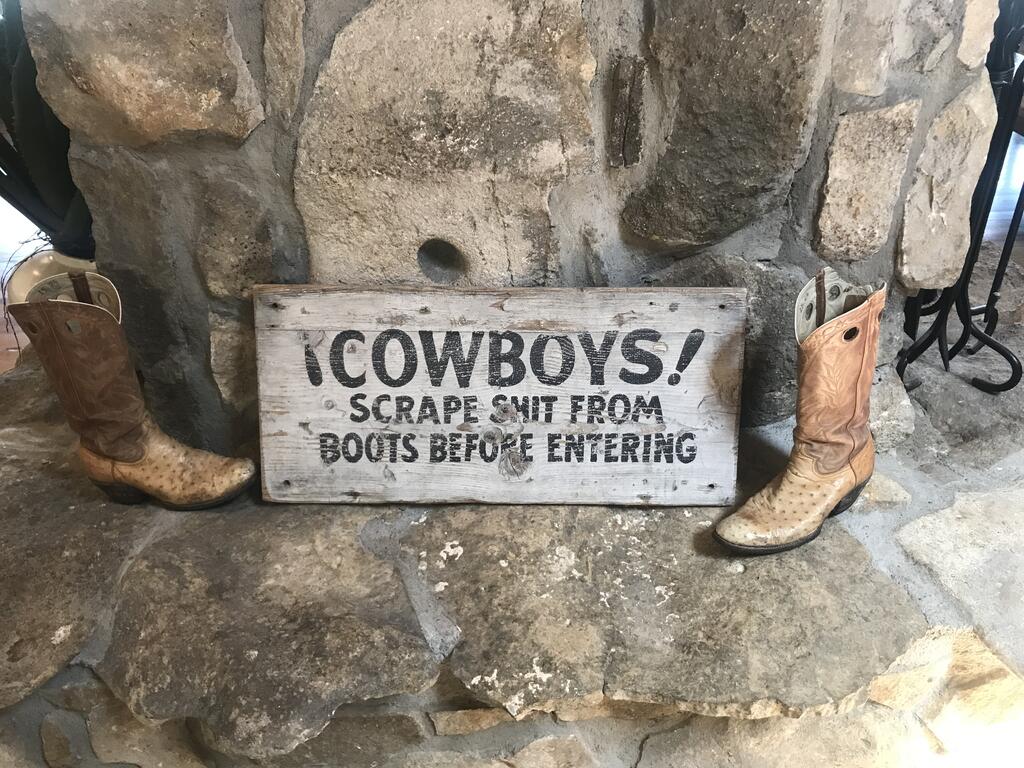 ¡COWBOYS!
SCRAPE SHIT FROM
BOOTS BEFORE ENTERING